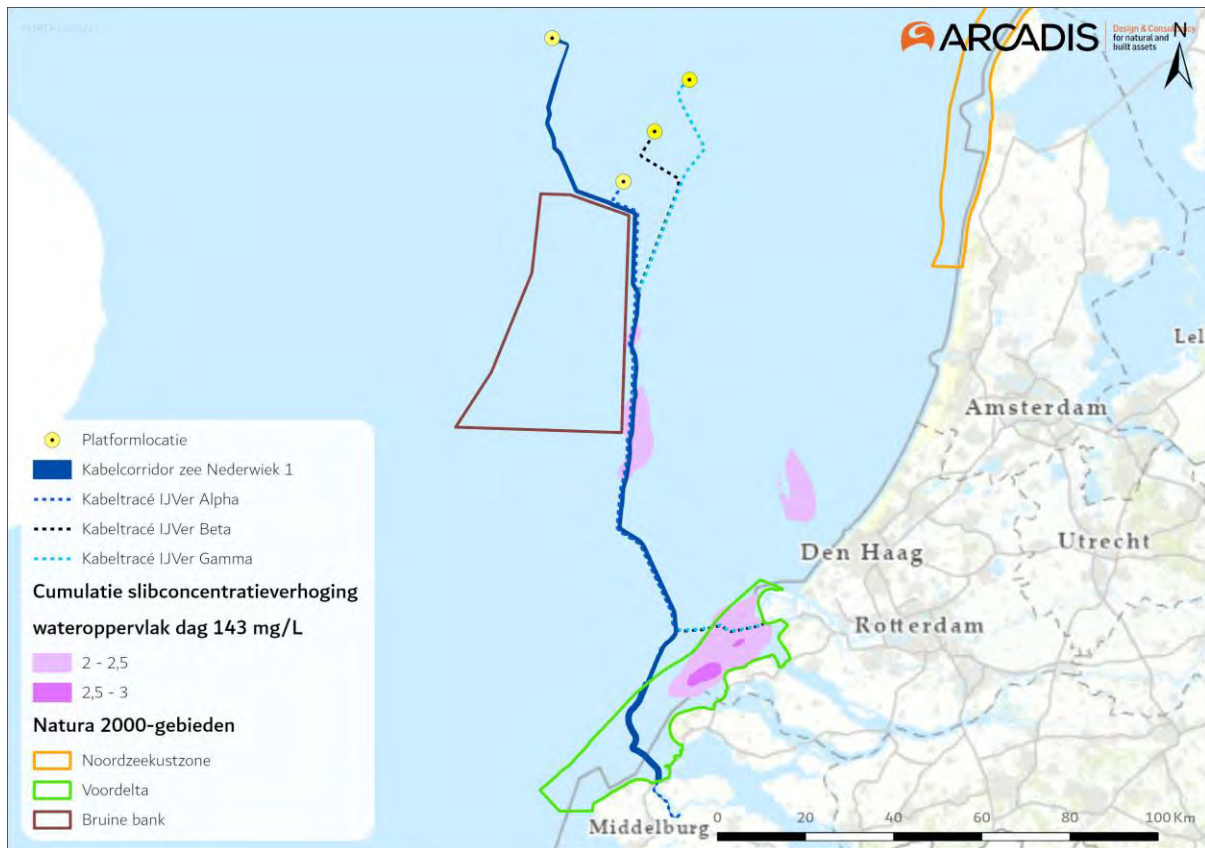 ARCADIS
Design & Consultancy
for natural and
built assets
N
Lel
Amsterdam
Den Haag
Utrecht
Rotterdam
Middelburg
Platformlocatie
Kabelcorridor zee Nederwiek 1
Kabeltracé IJVer Alpha
Kabeltracé IJVer Beta
Kabeltracé IJVer Gamma
Cumulatie slibconcentratieverhoging
wateroppervlak dag 143 mg/L
2 - 2,5
2,5 - 3
Natura 2000-gebieden
Noordzeekustzone
Voordelta
Bruine bank
0 20 40 60 80 100 Km